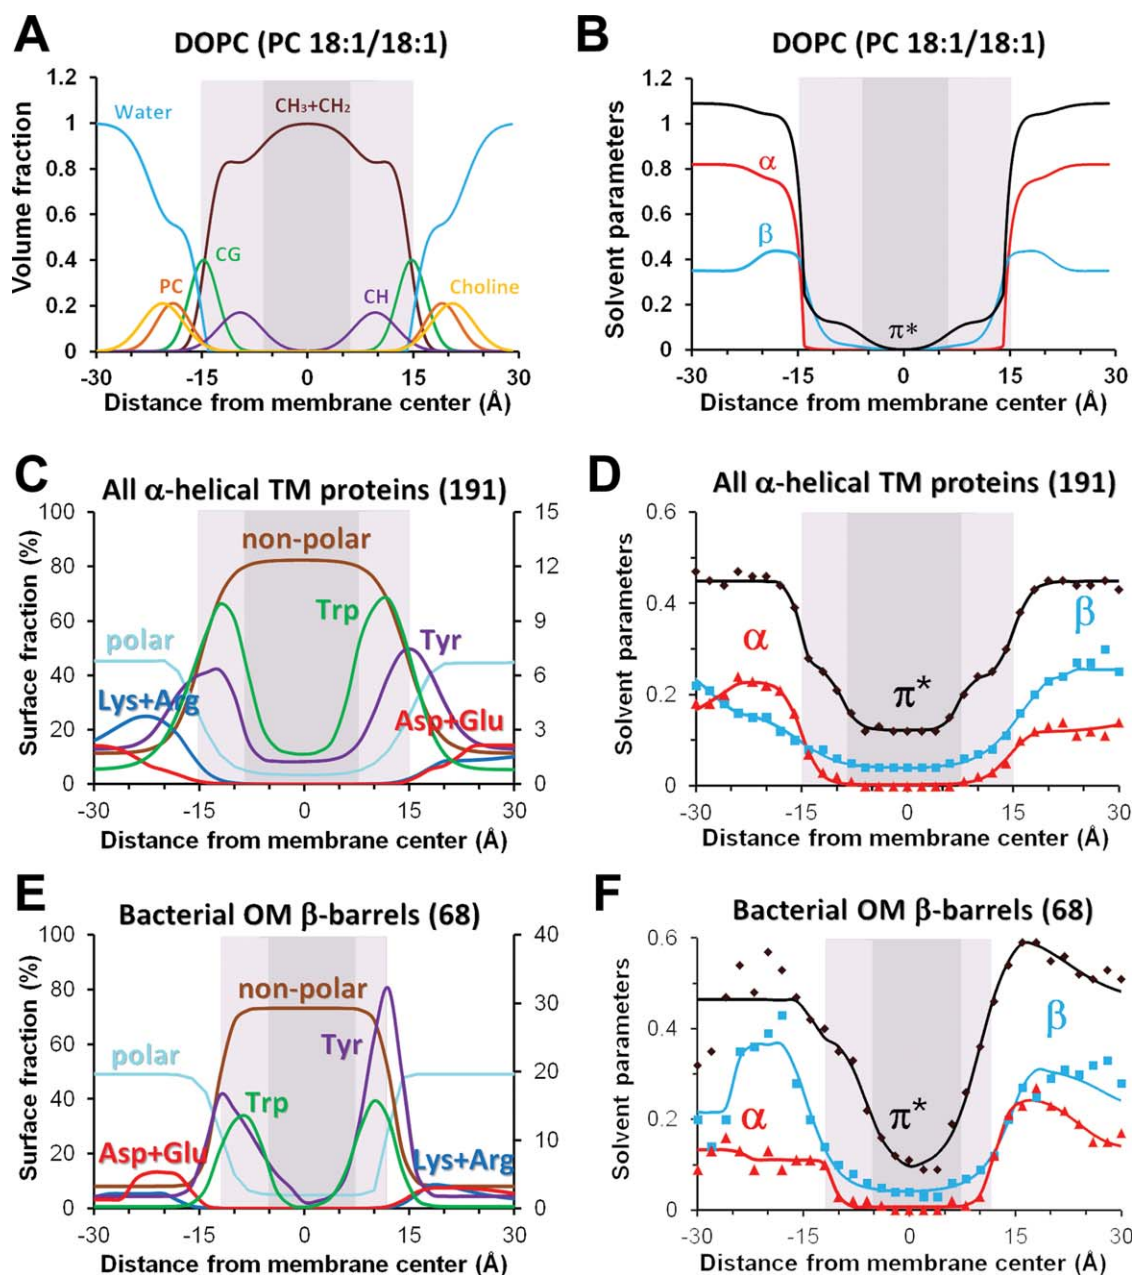 A
DOPC (PC 18:1/18:1)
Volume fraction
1.2
1
0.8
0.6
0.4
0.2
0
Water
CH₃+CH₂
CG
PC
CH
Choline
-30 -15 0 15 30
Distance from membrane center (Å)
B
DOPC (PC 18:1/18:1)
Solvent parameters
1.2
1
0.8
0.6
0.4
0.2
0
α
β
π*
-30 -15 0 15 30
Distance from membrane center (Å)
C
All α-helical TM proteins (191)
Surface fraction (%)
100
80
60
40
20
0
15
12
9
6
3
0
non-polar
Trp
Tyr
polar
Lys+Arg
Asp+Glu
-30 -15 0 15 30
Distance from membrane center (Å)
D
All α-helical TM proteins (191)
Solvent parameters
0.6
0.4
0.2
0
α
β
π*
-30 -15 0 15 30
Distance from membrane center (Å)
E
Bacterial OM β-barrels (68)
Surface fraction (%)
100
80
60
40
20
0
40
30
20
10
0
non-polar
polar
Tyr
Trp
Asp+Glu
Lys+Arg
-30 -15 0 15 30
Distance from membrane center (Å)
F
Bacterial OM β-barrels (68)
Solvent parameters
0.6
0.4
0.2
0
β
α
π*
-30 -15 0 15 30
Distance from membrane center (Å)